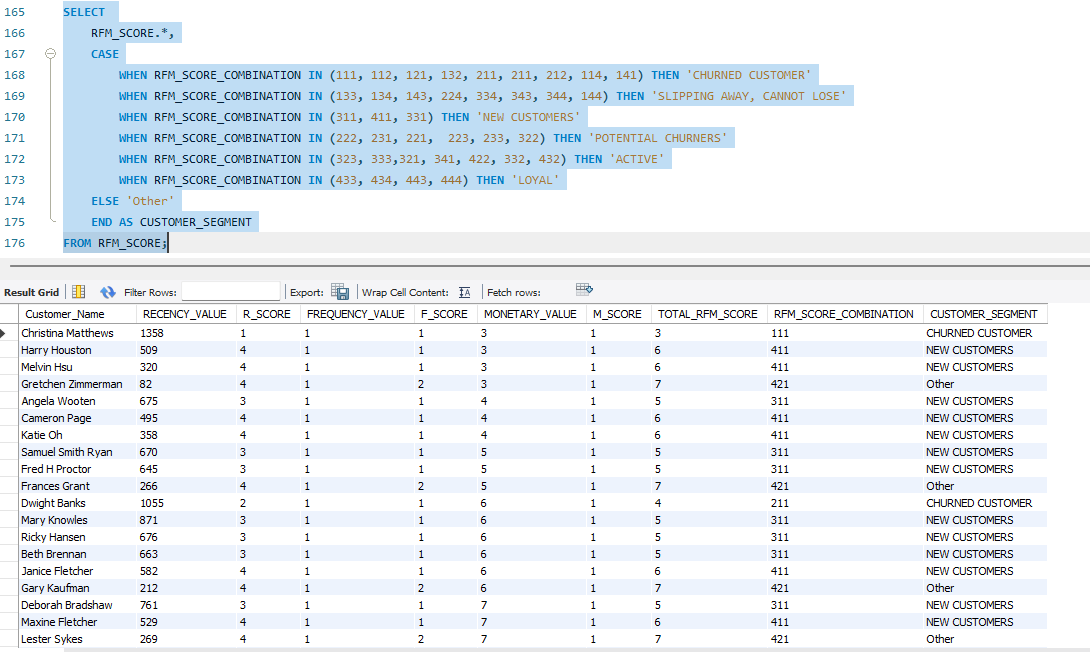 165 SELECT
166 RFM_SCORE.*,
167 CASE
168 WHEN RFM_SCORE_COMBINATION IN (111, 112, 121, 132, 211, 211, 212, 114, 141) THEN 'CHURNED CUSTOMER'
169 WHEN RFM_SCORE_COMBINATION IN (133, 134, 143, 224, 334, 343, 344, 144) THEN 'SLIPPING AWAY, CANNOT LOSE'
170 WHEN RFM_SCORE_COMBINATION IN (311, 411, 331) THEN 'NEW CUSTOMERS'
171 WHEN RFM_SCORE_COMBINATION IN (222, 231, 221,  223, 233, 322) THEN 'POTENTIAL CHURNERS'
172 WHEN RFM_SCORE_COMBINATION IN (323, 333,321, 341, 422, 332, 432) THEN 'ACTIVE'
173 WHEN RFM_SCORE_COMBINATION IN (433, 434, 443, 444) THEN 'LOYAL'
174 ELSE 'Other'
175 END AS CUSTOMER_SEGMENT
176 FROM RFM_SCORE;
Result Grid Filter Rows: Export: Wrap Cell Content: Fetch rows:
Customer_Name RECENCY_VALUE R_SCORE FREQUENCY_VALUE F_SCORE MONETARY_VALUE M_SCORE TOTAL_RFM_SCORE RFM_SCORE_COMBINATION CUSTOMER_SEGMENT
Christina Matthews 1358 1 1 1 3 1 3 111 CHURNED CUSTOMER
Harry Houston 509 4 1 1 3 1 6 411 NEW CUSTOMERS
Melvin Hsu 320 4 1 1 3 1 6 411 NEW CUSTOMERS
Gretchen Zimmerman 82 4 1 2 3 1 7 421 Other
Angela Wooten 675 3 1 1 4 1 5 311 NEW CUSTOMERS
Cameron Page 495 4 1 1 4 1 6 411 NEW CUSTOMERS
Katie Oh 358 4 1 1 4 1 6 411 NEW CUSTOMERS
Samuel Smith Ryan 670 3 1 1 5 1 5 311 NEW CUSTOMERS
Fred H Proctor 645 3 1 1 5 1 5 311 NEW CUSTOMERS
Frances Grant 266 4 1 2 5 1 7 421 Other
Dwight Banks 1055 2 1 1 6 1 4 211 CHURNED CUSTOMER
Mary Knowles 871 3 1 1 6 1 5 311 NEW CUSTOMERS
Ricky Hansen 676 3 1 1 6 1 5 311 NEW CUSTOMERS
Beth Brennan 663 3 1 1 6 1 5 311 NEW CUSTOMERS
Janice Fletcher 582 4 1 1 6 1 6 411 NEW CUSTOMERS
Gary Kaufman 212 4 1 2 6 1 7 421 Other
Deborah Bradshaw 761 3 1 1 7 1 5 311 NEW CUSTOMERS
Maxine Fletcher 529 4 1 1 7 1 6 411 NEW CUSTOMERS
Lester Sykes 269 4 1 2 7 1 7 421 Other